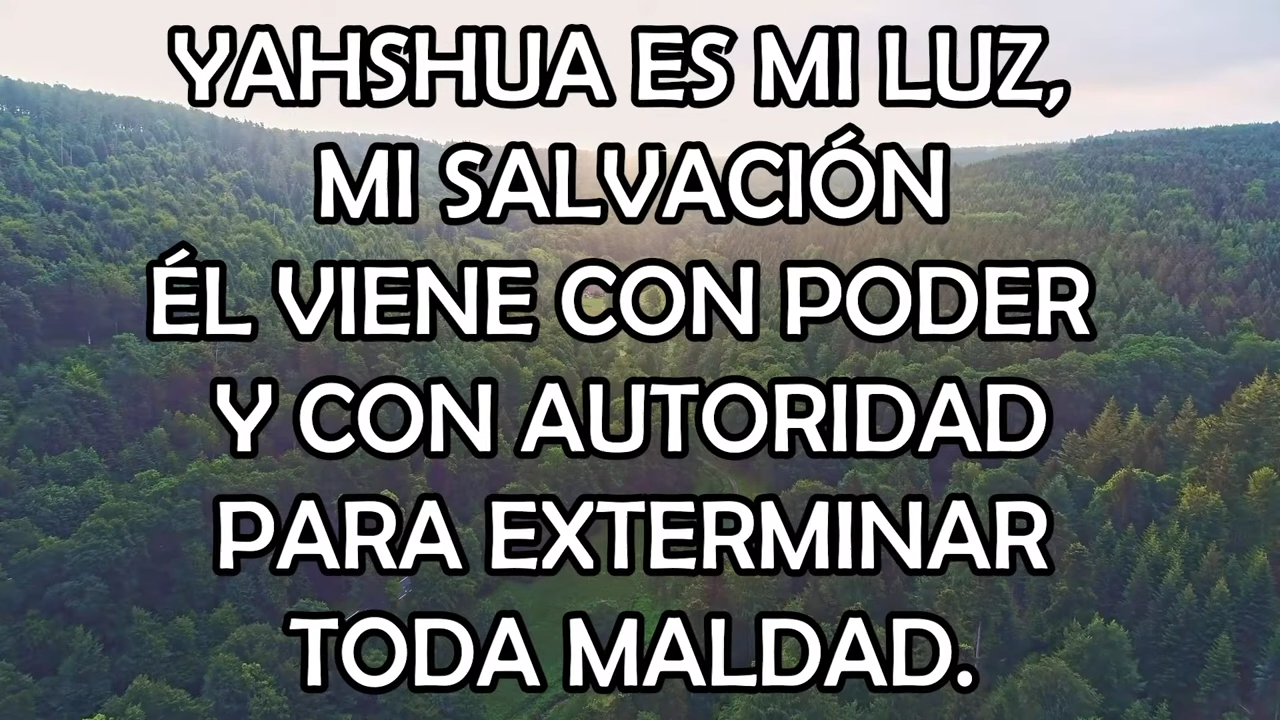 YAHSHUA ES MI LUZ,
MI SALVACIÓN
ÉL VIENE CON PODER
Y CON AUTORIDAD
PARA EXTERMINAR
TODA MALDAD.